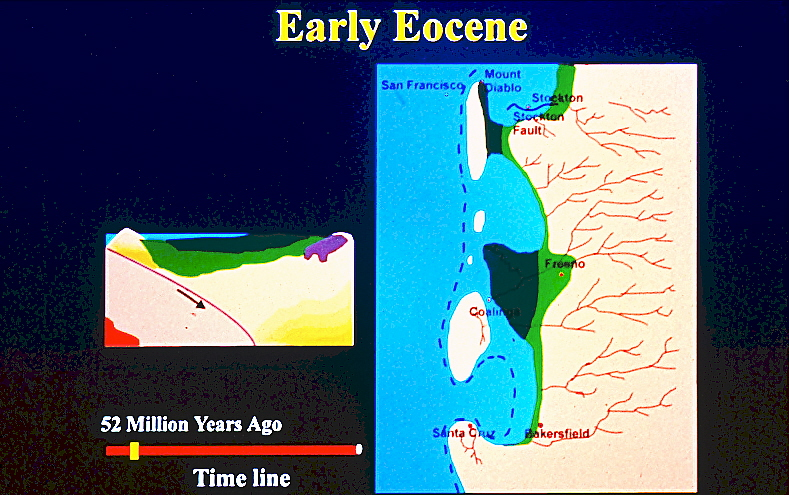 Early Eocene
San Francisco
Mount
Diablo
Stockton
Stockton
Fault
Fresno
Coalinga
Santa Cruz
Bakersfield
52 Million Years Ago
Time line